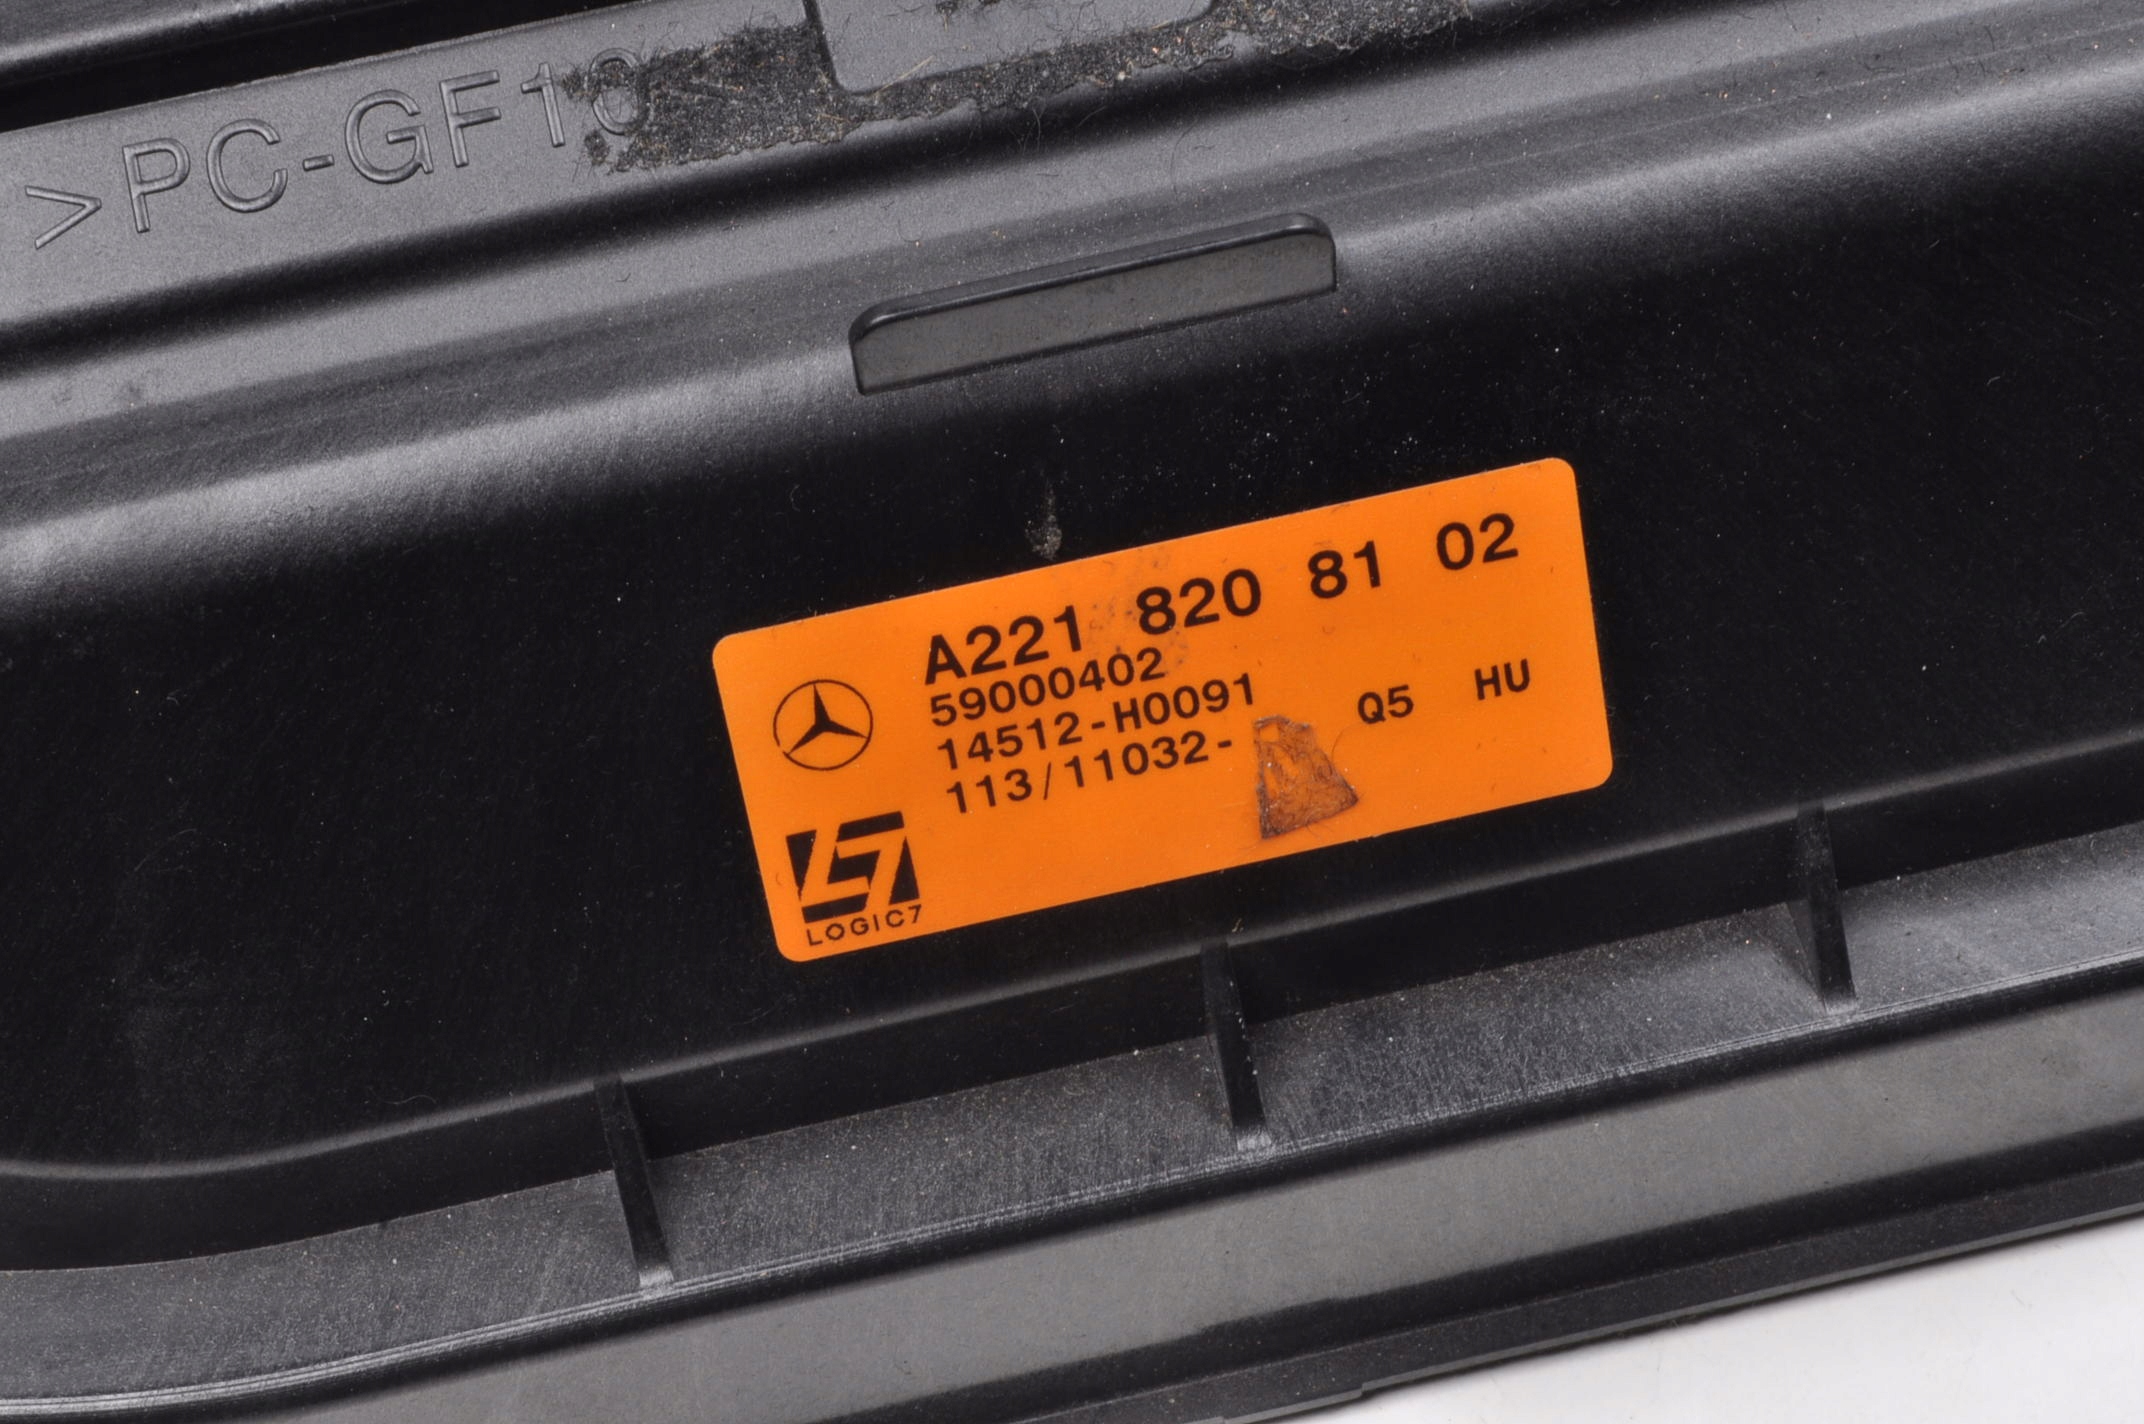 >PC-GF10
A221 820 81 02
59000402
14512-H0091 Q5 HU
113/11032-
LOGIC7